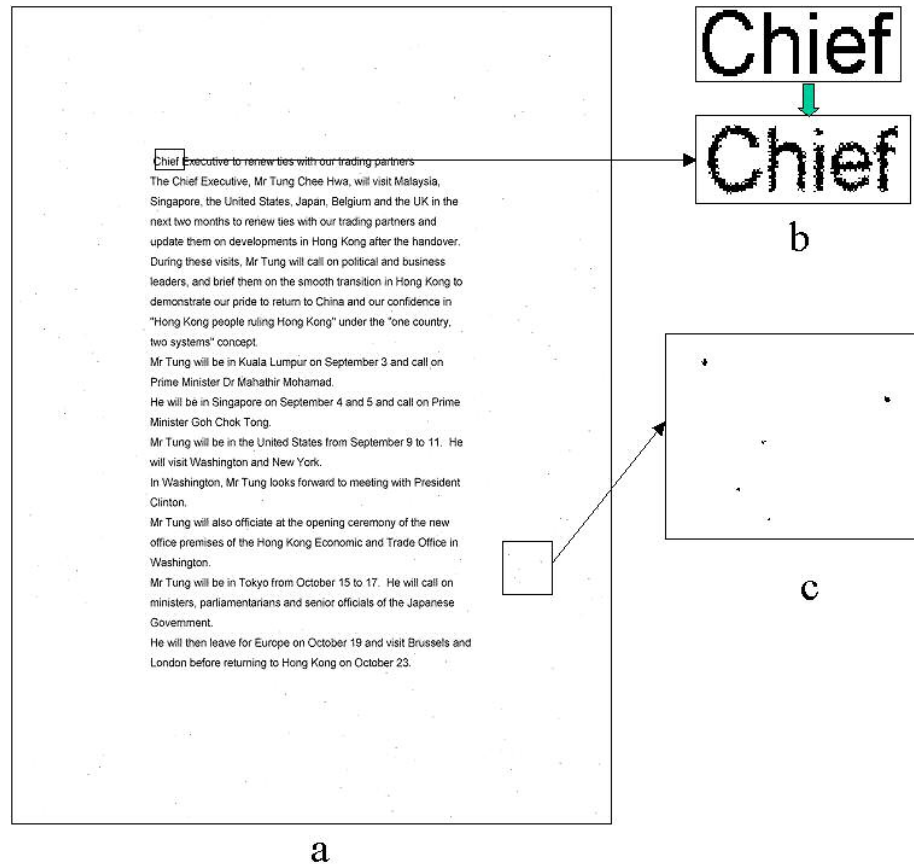 Chief Executive to renew ties with our trading partners
The Chief Executive, Mr Tung Chee Hwa, will visit Malaysia,
Singapore, the United States, Japan, Belgium and the UK in the
next two months to renew ties with our trading partners and
update them on developments in Hong Kong after the handover.
During these visits, Mr Tung will call on political and business
leaders, and brief them on the smooth transition in Hong Kong to
demonstrate our pride to return to China and our confidence in
"Hong Kong people ruling Hong Kong" under the "one country,
two systems" concept.
Mr Tung will be in Kuala Lumpur on September 3 and call on
Prime Minister Dr Mahathir Mohamad.
He will be in Singapore on September 4 and 5 and call on Prime
Minister Goh Chok Tong.
Mr Tung will be in the United States from September 9 to 11.  He
will visit Washington and New York.
In Washington, Mr Tung looks forward to meeting with President
Clinton.
Mr Tung will also officiate at the opening ceremony of the new
office premises of the Hong Kong Economic and Trade Office in
Washington.
Mr Tung will be in Tokyo from October 15 to 17.  He will call on
ministers, parliamentarians and senior officials of the Japanese
Government.
He will then leave for Europe on October 19 and visit Brussels and
London before returning to Hong Kong on October 23.
a
Chief
Chief
b
c